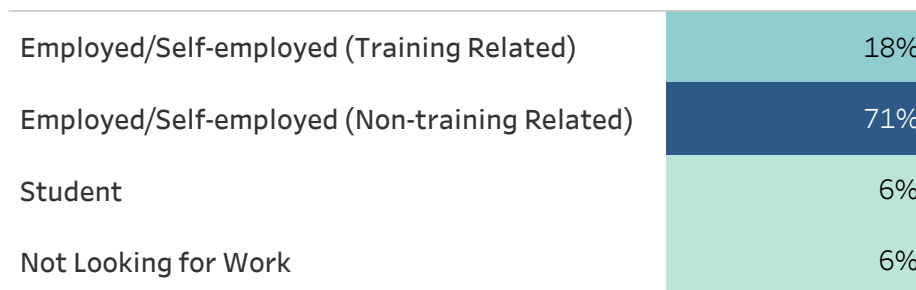 Employed/Self-employed (Training Related) 18%
Employed/Self-employed (Non-training Related) 71%
Student 6%
Not Looking for Work 6%